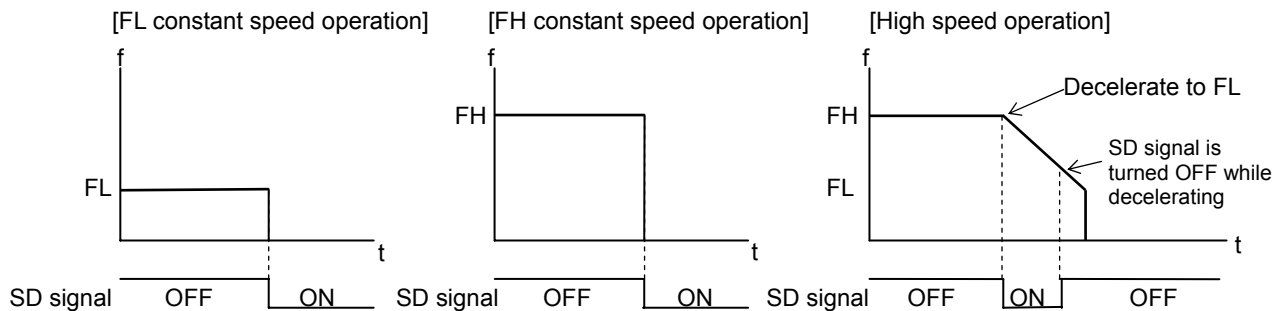 [FL constant speed operation]
f
FL
t
SD signal
OFF
ON
[FH constant speed operation]
f
FH
t
SD signal
OFF
ON
[High speed operation]
f
FH
FL
Decelerate to FL
SD signal is
turned OFF while
decelerating
t
SD signal
OFF
ON
OFF